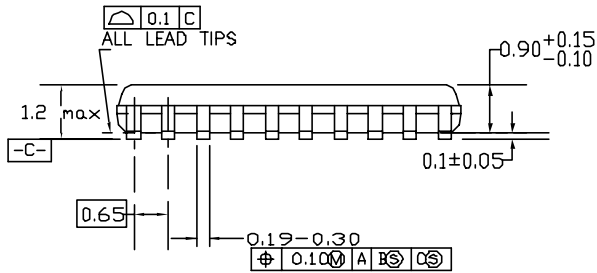 ⌓ 0.1 C
ALL LEAD TIPS
0.90 +0.15 -0.10
1.2 max
-C-
0.1±0.05
0.65
0.19-0.30
⌖ 0.10Ⓜ A BⓈ CⓈ